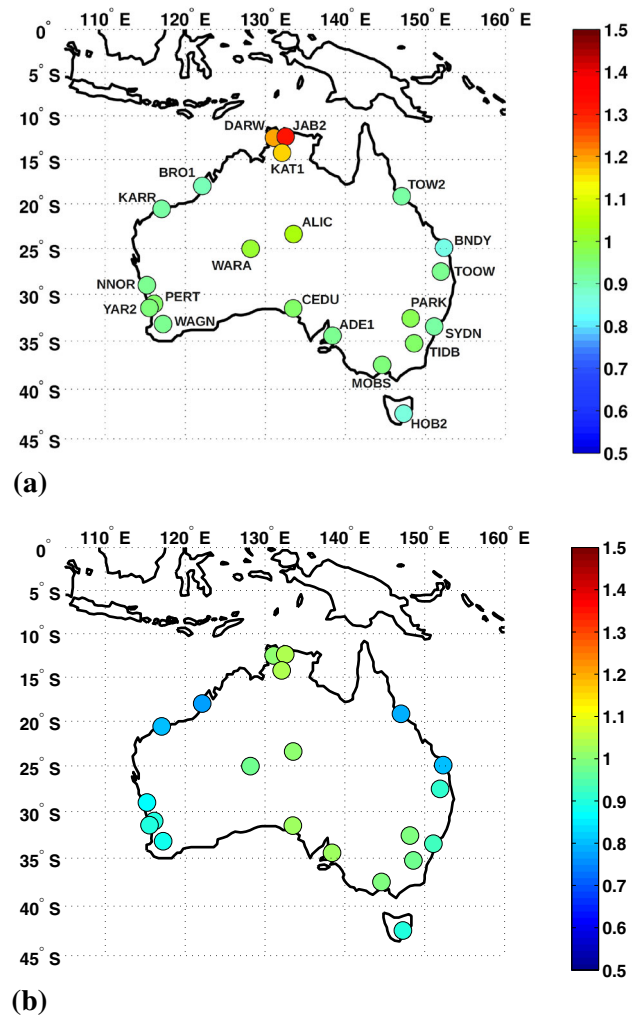 110° E 120° E 130° E 140° E 150° E 160° E
0°
5° S
10° S
15° S
20° S
25° S
30° S
35° S
40° S
45° S
DARW JAB2
KAT1
BRO1
KARR
TOW2
ALIC
WARA
BNDY
TOOW
NNOR
PERT
YAR2
WAGN
CEDU
ADE1
PARK
SYDN
TIDB
MOBS
HOB2
1.5
1.4
1.3
1.2
1.1
1
0.9
0.8
0.7
0.6
0.5
(a)
110° E 120° E 130° E 140° E 150° E 160° E
0°
5° S
10° S
15° S
20° S
25° S
30° S
35° S
40° S
45° S
1.5
1.4
1.3
1.2
1.1
1
0.9
0.8
0.7
0.6
0.5
(b)